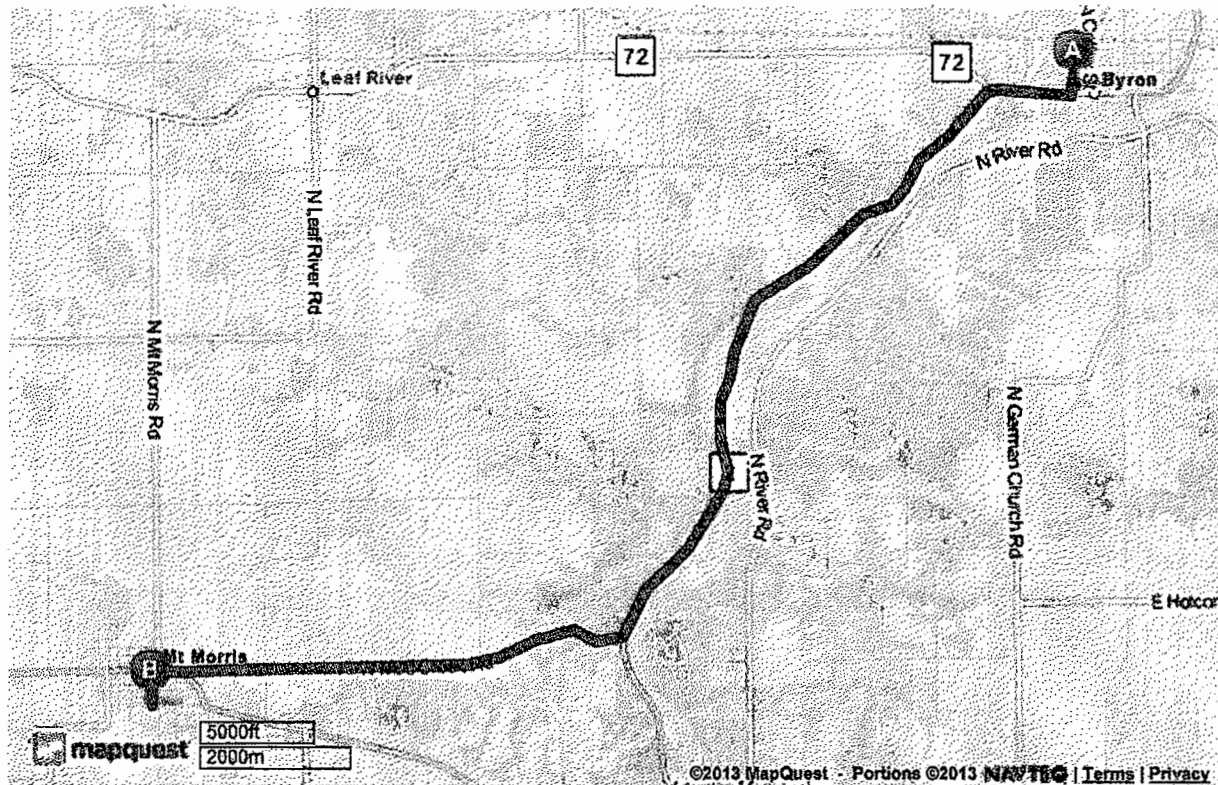 72
72
A
Byron
Leaf River
N River Rd
N Leaf River Rd
N Mt Morris Rd
N German Church Rd
N River Rd
B
Mt Morris
mapquest
5000ft
2000m
©2013 MapQuest - Portions ©2013 NAVTEQ | Terms | Privacy